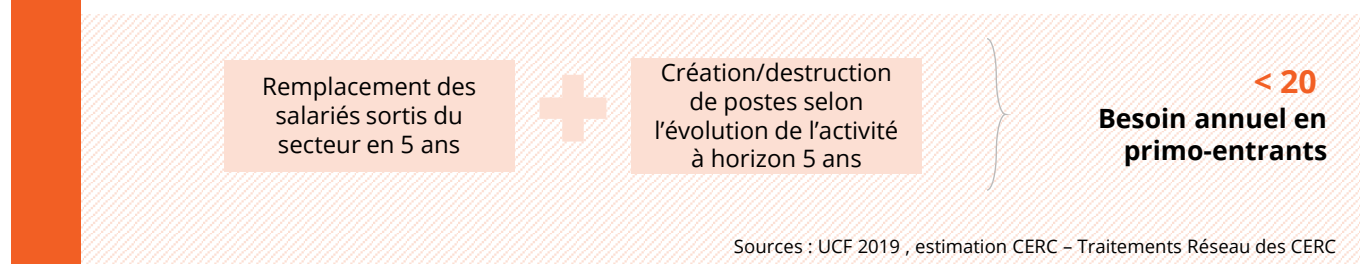 Remplacement des
salariés sortis du
secteur en 5 ans
Création/destruction
de postes selon
l'évolution de l'activité
à horizon 5 ans
< 20
Besoin annuel en
primo-entrants
Sources : UCF 2019 , estimation CERC – Traitements Réseau des CERC